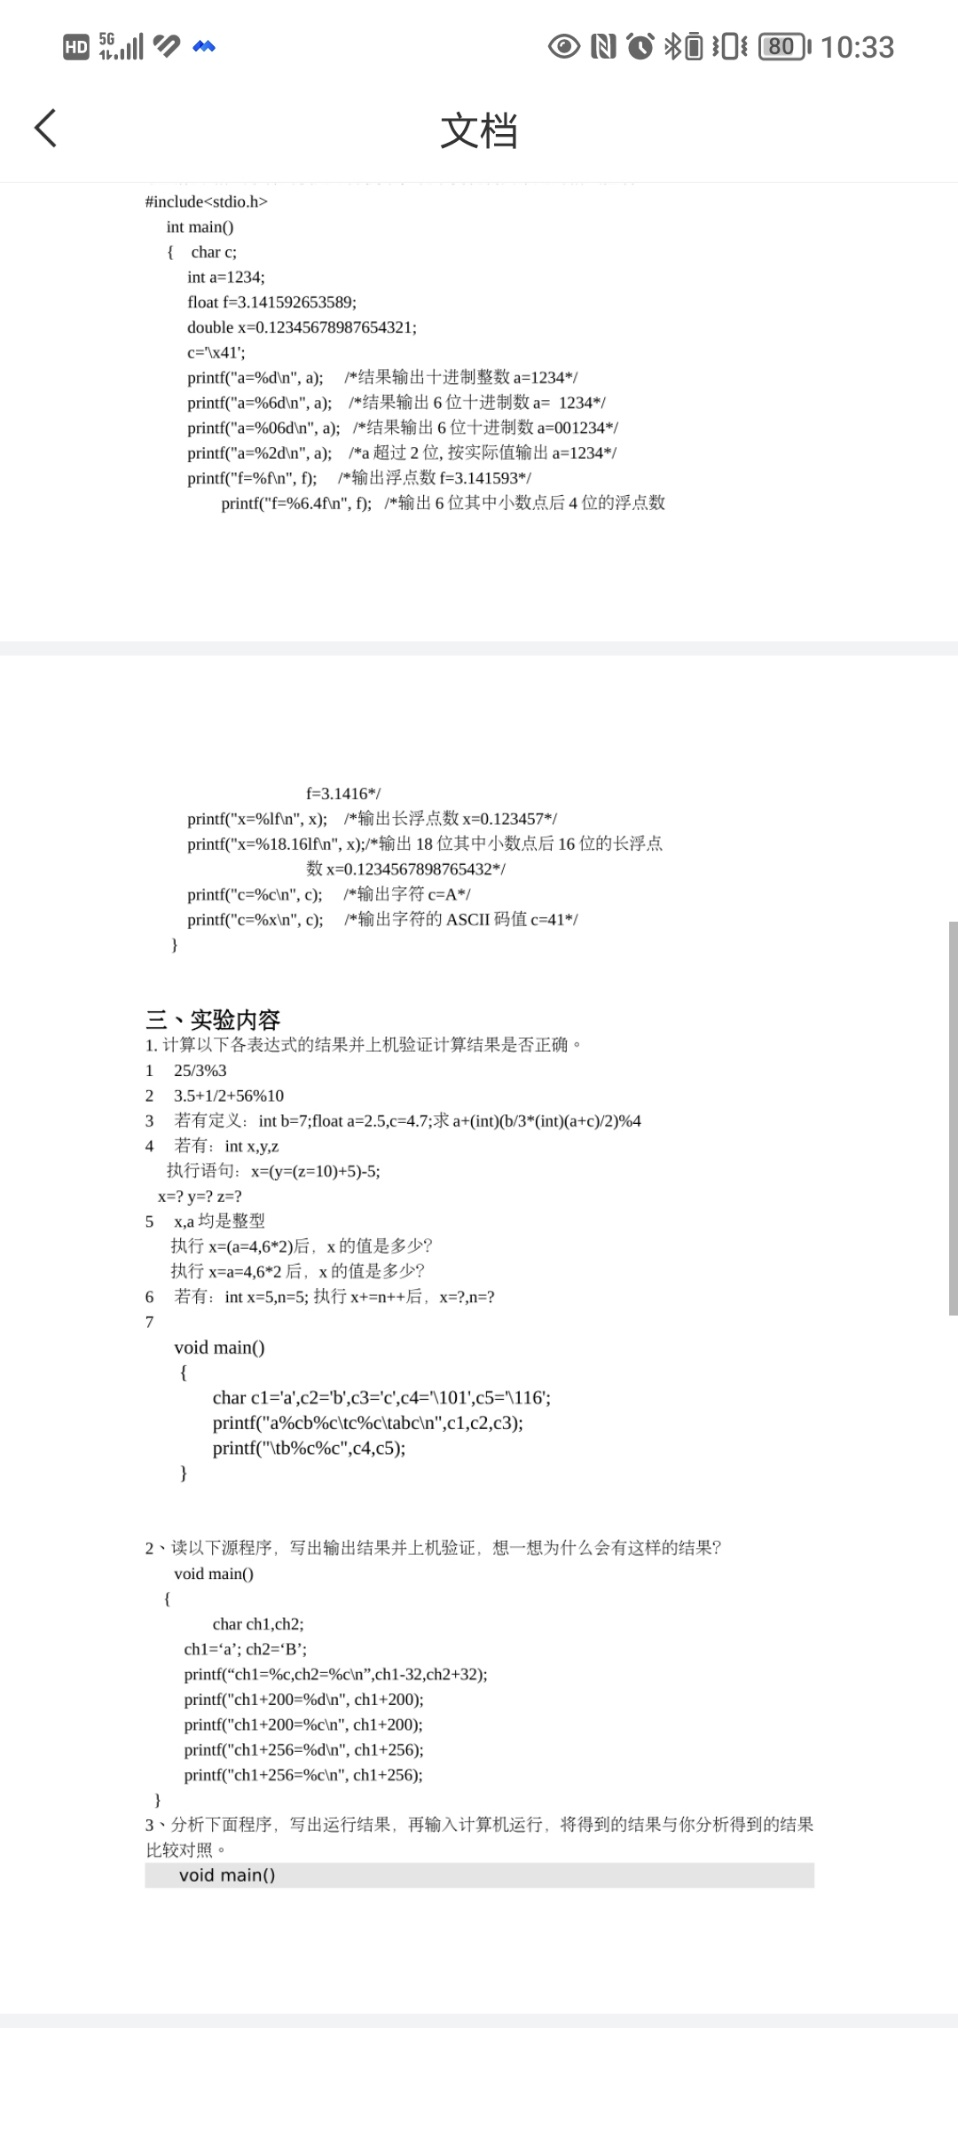 HD 5G 80 10:33
文档
#include<stdio.h>
int main()
{ char c;
int a=1234;
float f=3.141592653589;
double x=0.12345678987654321;
c='\x41';
printf("a=%d\n", a); /*结果输出十进制整数 a=1234*/
printf("a=%6d\n", a); /*结果输出 6 位十进制数 a= 1234*/
printf("a=%06d\n", a); /*结果输出 6 位十进制数 a=001234*/
printf("a=%2d\n", a); /*a 超过 2 位, 按实际值输出 a=1234*/
printf("f=%f\n", f); /*输出浮点数 f=3.141593*/
printf("f=%6.4f\n", f); /*输出 6 位其中小数点后 4 位的浮点数
f=3.1416*/
printf("x=%lf\n", x); /*输出长浮点数 x=0.123457*/
printf("x=%18.16lf\n", x);/*输出 18 位其中小数点后 16 位的长浮点
数 x=0.1234567898765432*/
printf("c=%c\n", c); /*输出字符 c=A*/
printf("c=%x\n", c); /*输出字符的 ASCII 码值 c=41*/
}
三、实验内容
1. 计算以下各表达式的结果并上机验证计算结果是否正确。
1 25/3%3
2 3.5+1/2+56%10
3 若有定义：int b=7;float a=2.5,c=4.7;求 a+(int)(b/3*(int)(a+c)/2)%4
4 若有：int x,y,z
执行语句：x=(y=(z=10)+5)-5;
x=? y=? z=?
5 x,a 均是整型
执行 x=(a=4,6*2)后，x 的值是多少?
执行 x=a=4,6*2 后，x 的值是多少?
6 若有：int x=5,n=5; 执行 x+=n++后，x=?,n=?
7
void main()
{
char c1='a',c2='b',c3='c',c4='\101',c5='\116';
printf("a%cb%c\tc%c\tabc\n",c1,c2,c3);
printf("\tb%c%c",c4,c5);
}
2、读以下源程序，写出输出结果并上机验证，想一想为什么会有这样的结果?
void main()
{
char ch1,ch2;
ch1=‘a’; ch2=‘B’;
printf(“ch1=%c,ch2=%c\n”,ch1-32,ch2+32);
printf("ch1+200=%d\n", ch1+200);
printf("ch1+200=%c\n", ch1+200);
printf("ch1+256=%d\n", ch1+256);
printf("ch1+256=%c\n", ch1+256);
}
3、分析下面程序，写出运行结果，再输入计算机运行，将得到的结果与你分析得到的结果
比较对照。
void main()